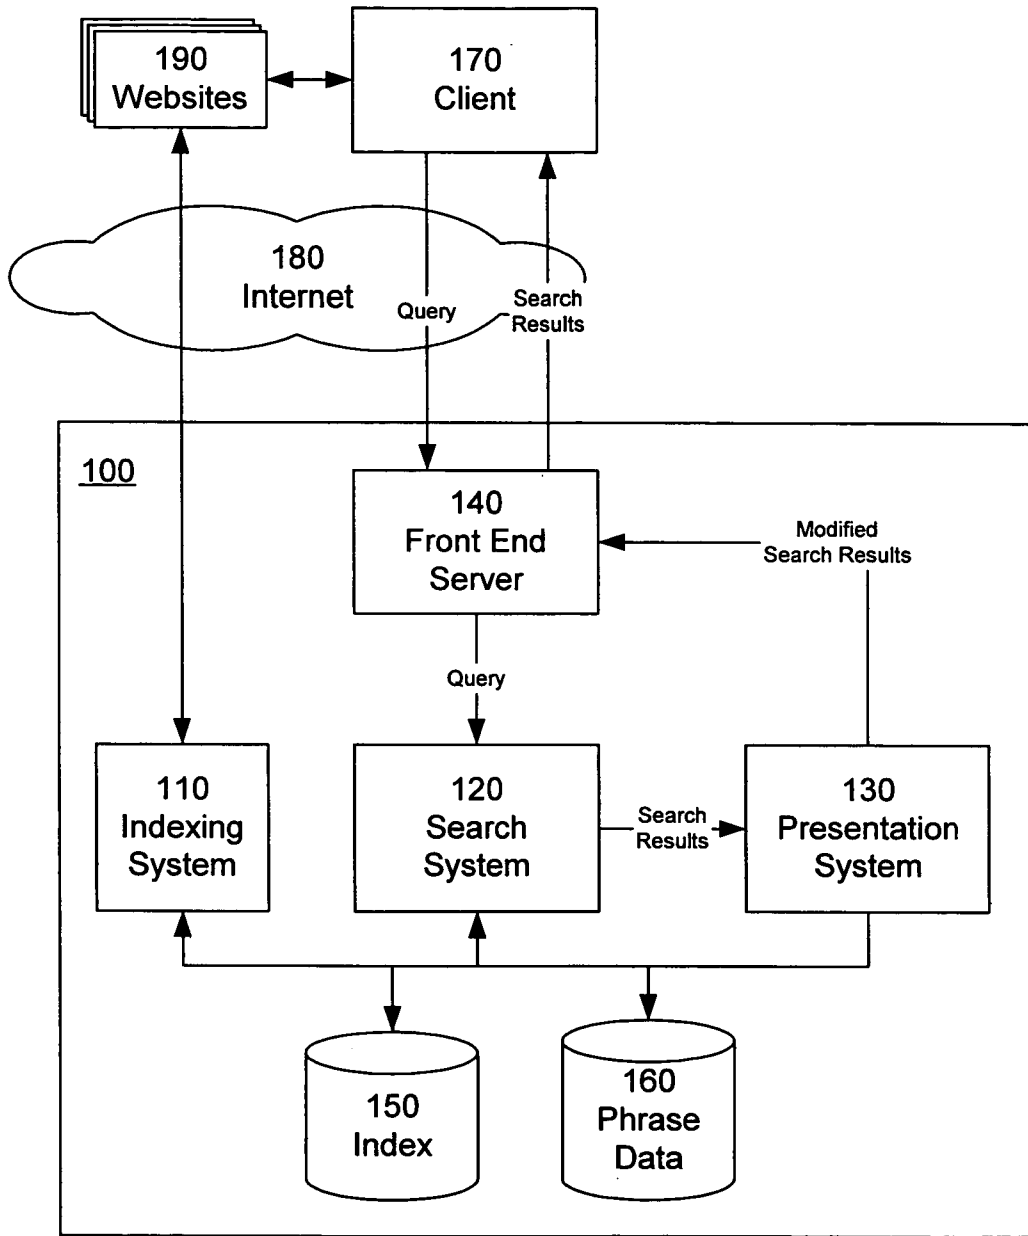 190
Websites
170
Client
180
Internet
Query
Search
Results
100
140
Front End
Server
Modified
Search Results
Query
110
Indexing
System
120
Search
System
Search
Results
130
Presentation
System
150
Index
160
Phrase
Data